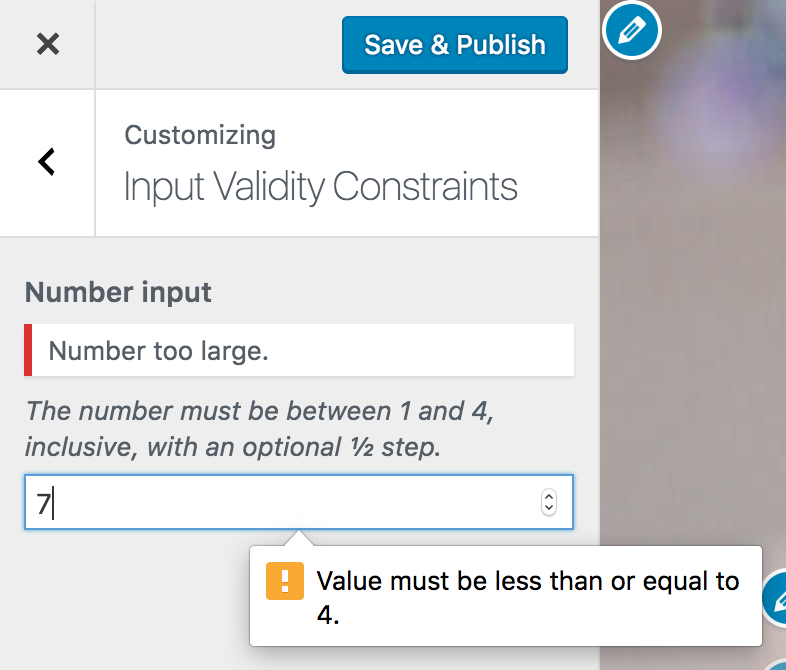 Save & Publish
Customizing
Input Validity Constraints
Number input
Number too large.
The number must be between 1 and 4,
inclusive, with an optional ½ step.
7
Value must be less than or equal to
4.